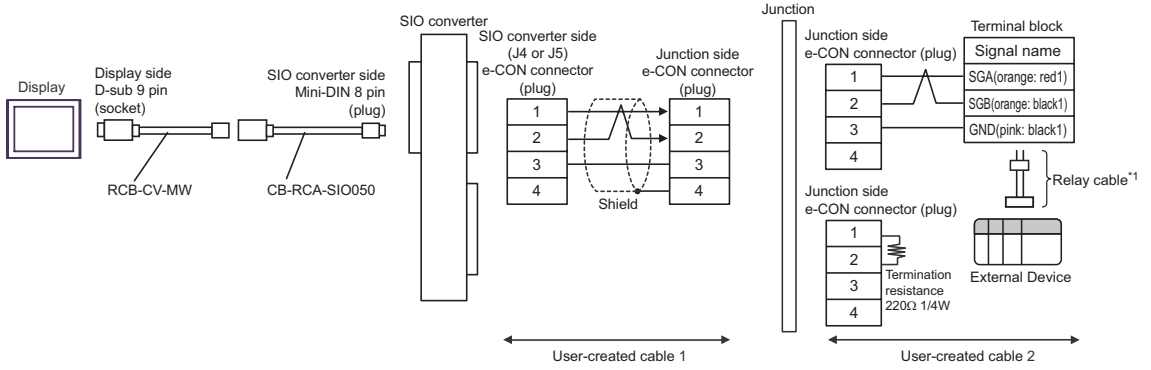 Display
Display side
D-sub 9 pin
(socket)
RCB-CV-MW
SIO converter side
Mini-DIN 8 pin
(plug)
CB-RCA-SIO050
SIO converter
SIO converter side
(J4 or J5)
e-CON connector
(plug)
1
2
3
4
Shield
Junction side
e-CON connector
(plug)
1
2
3
4
User-created cable 1
Junction
Junction side
e-CON connector (plug)
1
2
3
4
Terminal block
Signal name
SGA(orange: red1)
SGB(orange: black1)
GND(pink: black1)
Relay cable*1
External Device
Junction side
e-CON connector (plug)
1
2
3
4
Termination
resistance
220Ω 1/4W
User-created cable 2